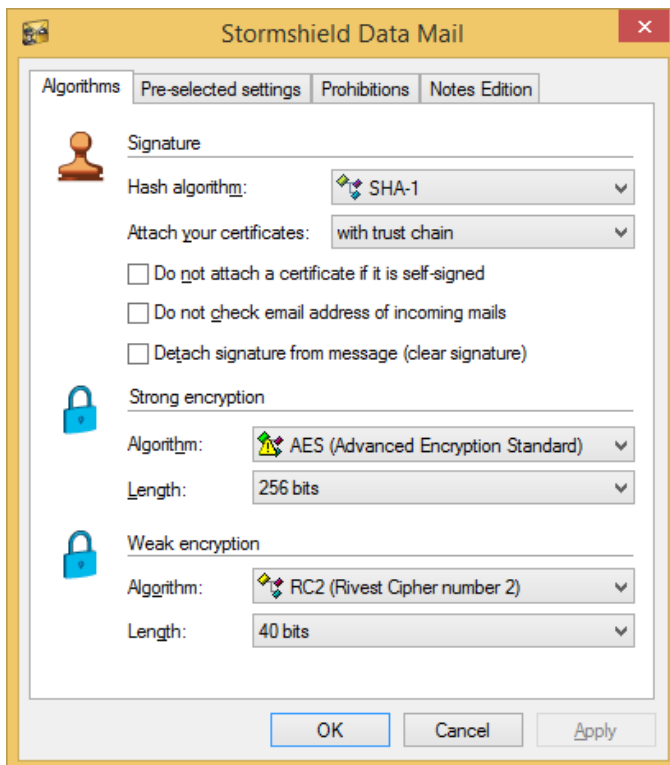 Stormshield Data Mail
Algorithms Pre-selected settings Prohibitions Notes Edition
Signature
Hash algorithm: SHA-1
Attach your certificates: with trust chain
Do not attach a certificate if it is self-signed
Do not check email address of incoming mails
Detach signature from message (clear signature)
Strong encryption
Algorithm: AES (Advanced Encryption Standard)
Length: 256 bits
Weak encryption
Algorithm: RC2 (Rivest Cipher number 2)
Length: 40 bits
OK Cancel Apply